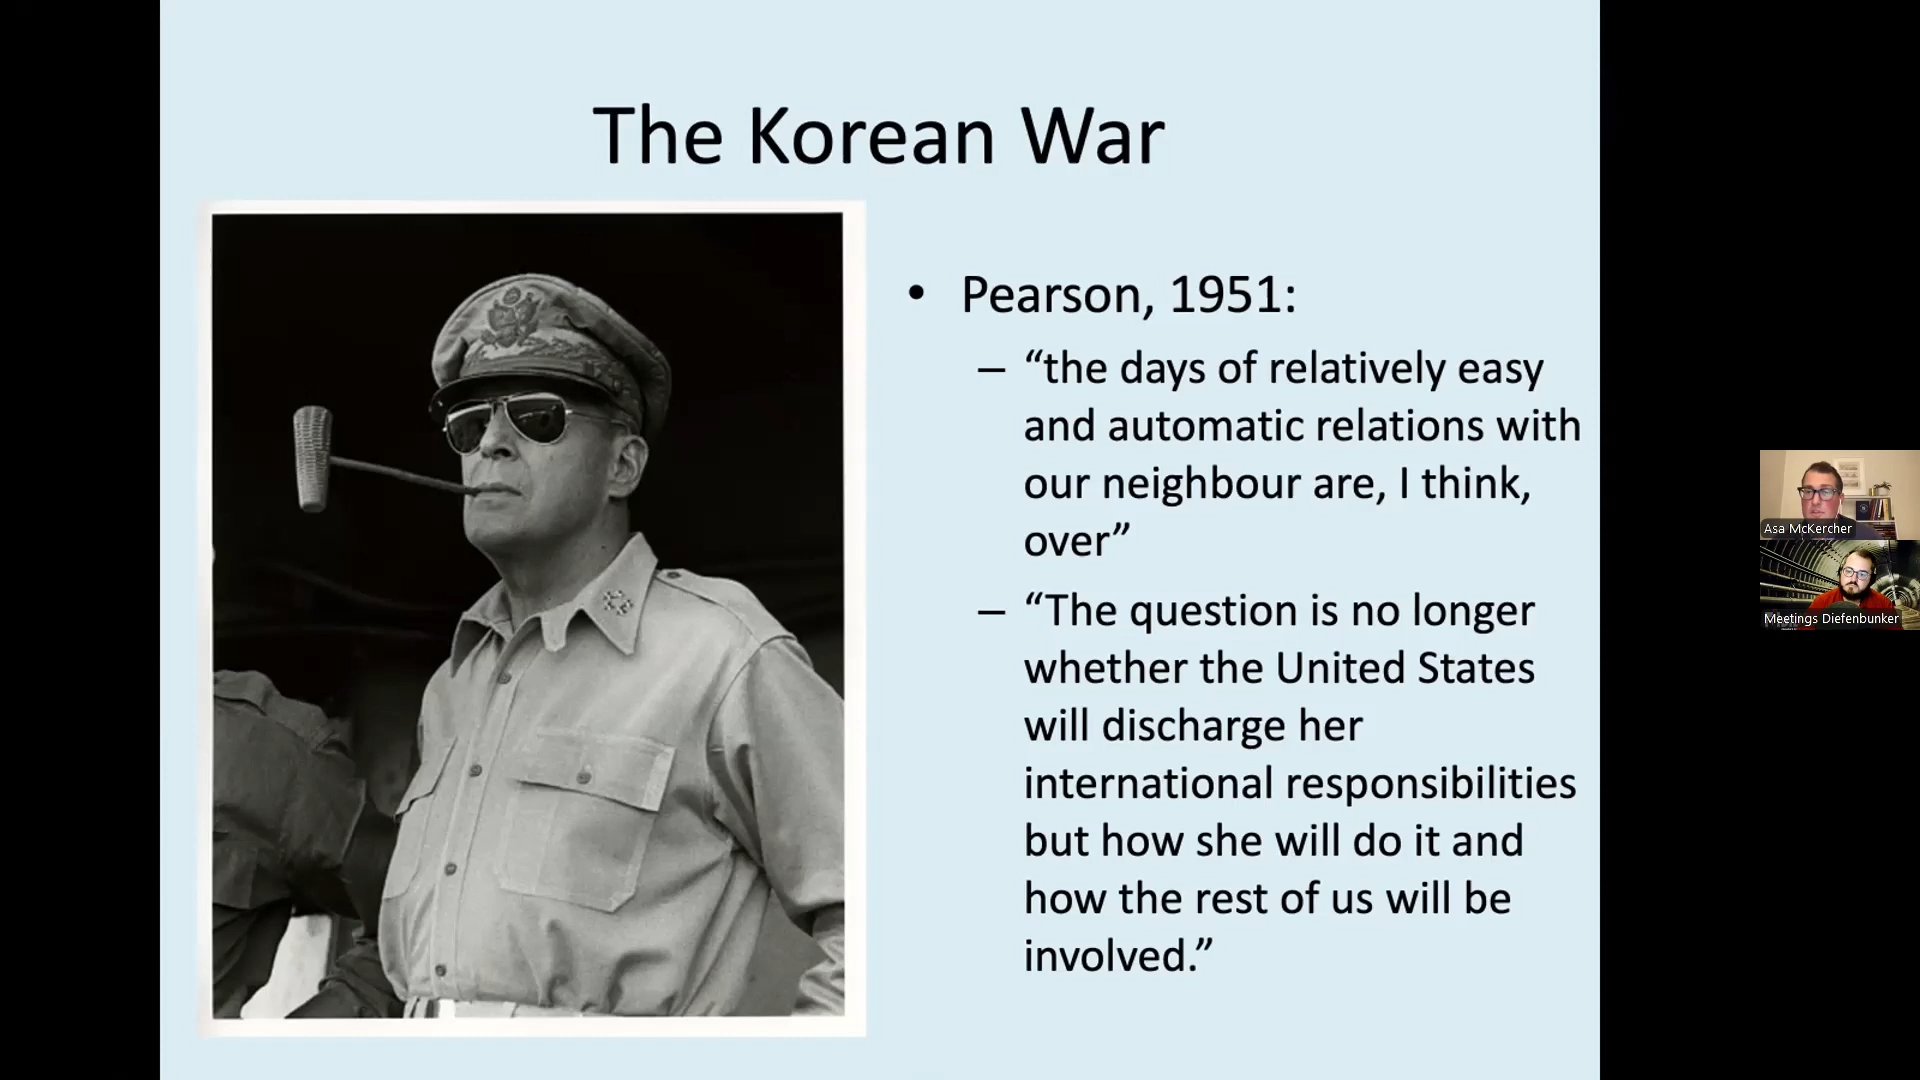 The Korean War
• Pearson, 1951:
– “the days of relatively easy
and automatic relations with
our neighbour are, I think,
over”
– “The question is no longer
whether the United States
will discharge her
international responsibilities
but how she will do it and
how the rest of us will be
involved.”
Asa McKercher
Meetings Diefenbunker